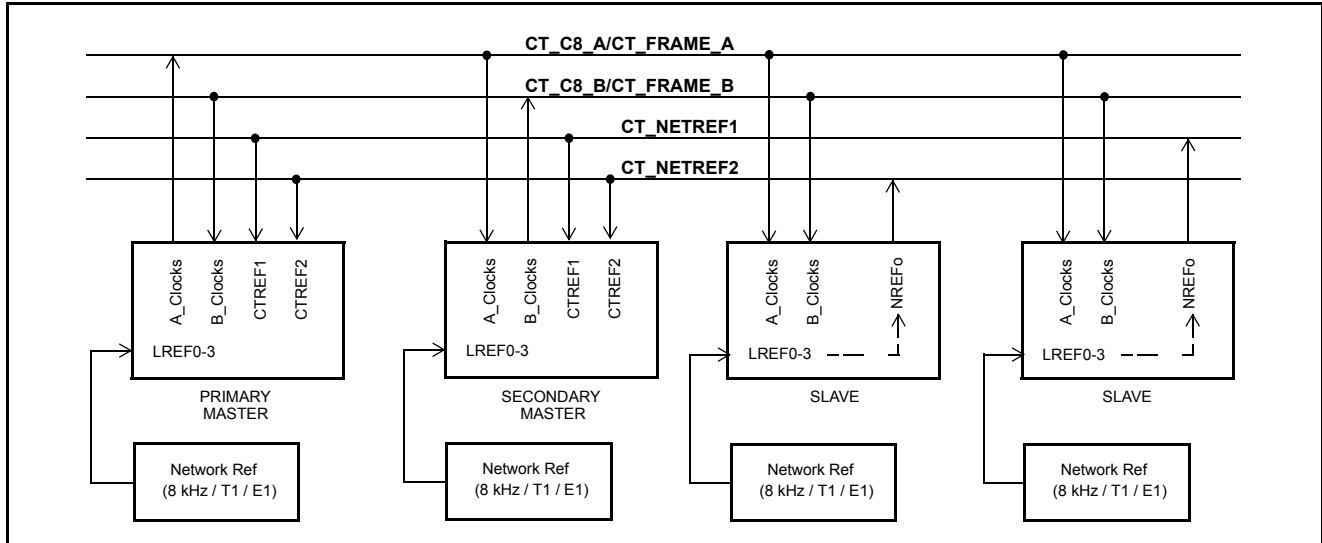 CT_C8_A/CT_FRAME_A
CT_C8_B/CT_FRAME_B
CT_NETREF1
CT_NETREF2
A_Clocks
B_Clocks
CTREF1
CTREF2
LREF0-3
PRIMARY
MASTER
Network Ref
(8 kHz / T1 / E1)
A_Clocks
B_Clocks
CTREF1
CTREF2
LREF0-3
SECONDARY
MASTER
Network Ref
(8 kHz / T1 / E1)
A_Clocks
B_Clocks
NREFo
LREF0-3
SLAVE
Network Ref
(8 kHz / T1 / E1)
A_Clocks
B_Clocks
NREFo
LREF0-3
SLAVE
Network Ref
(8 kHz / T1 / E1)